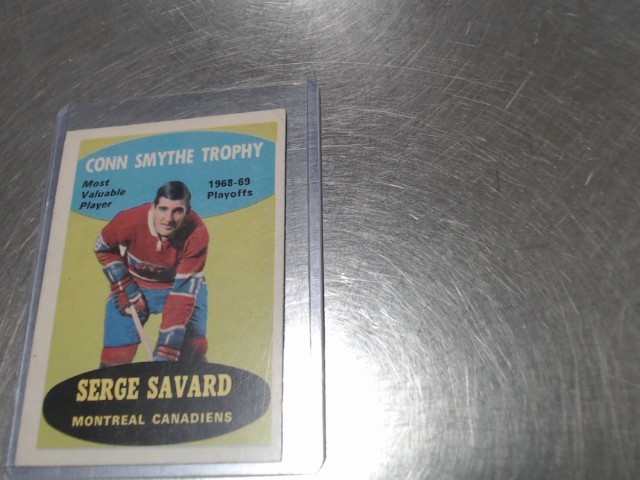 CONN SMYTHE TROPHY
Most 1968-69
Valuable Playoffs
Player
SERGE SAVARD
MONTREAL CANADIENS